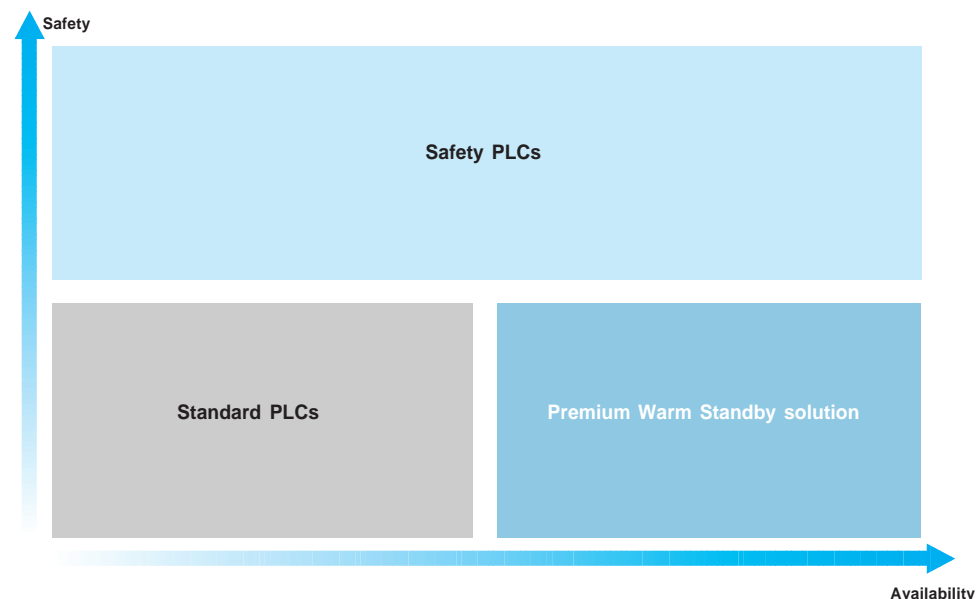 Safety
Safety PLCs
Standard PLCs
Premium Warm Standby solution
Availability